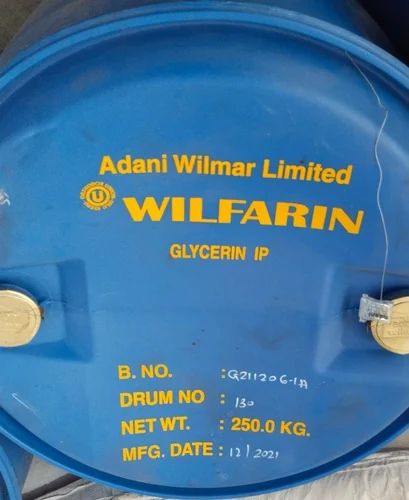 Adani Wilmar Limited
U WILFARIN
GLYCERIN IP
B. NO. : G211206-1A
DRUM NO : 130
NET WT. : 250.0 KG.
MFG. DATE : 12/2021